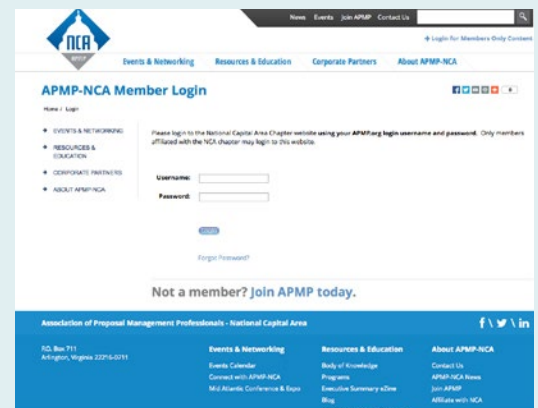 News Events Join APMP Contact Us
Login for Members Only Content
NCA
APMP
Events & Networking Resources & Education Corporate Partners About APMP-NCA
APMP-NCA Member Login
Home / Login
EVENTS & NETWORKING
RESOURCES &
EDUCATION
CORPORATE PARTNERS
ABOUT APMP-NCA
Please login to the National Capital Area Chapter website using your APMP.org login username and password. Only members
affiliated with the NCA chapter may login to this website.
Username:
Password:
Login
Forgot Password?
Not a member? Join APMP today.
Association of Proposal Management Professionals - National Capital Area
P.O. Box 711
Arlington, Virginia 22216-0711
Events & Networking
Events Calendar
Connect with APMP-NCA
Mid Atlantic Conference & Expo
Resources & Education
Body of Knowledge
Programs
Executive Summary eZine
Blog
About APMP-NCA
Contact Us
APMP-NCA News
Join APMP
Affiliate with NCA